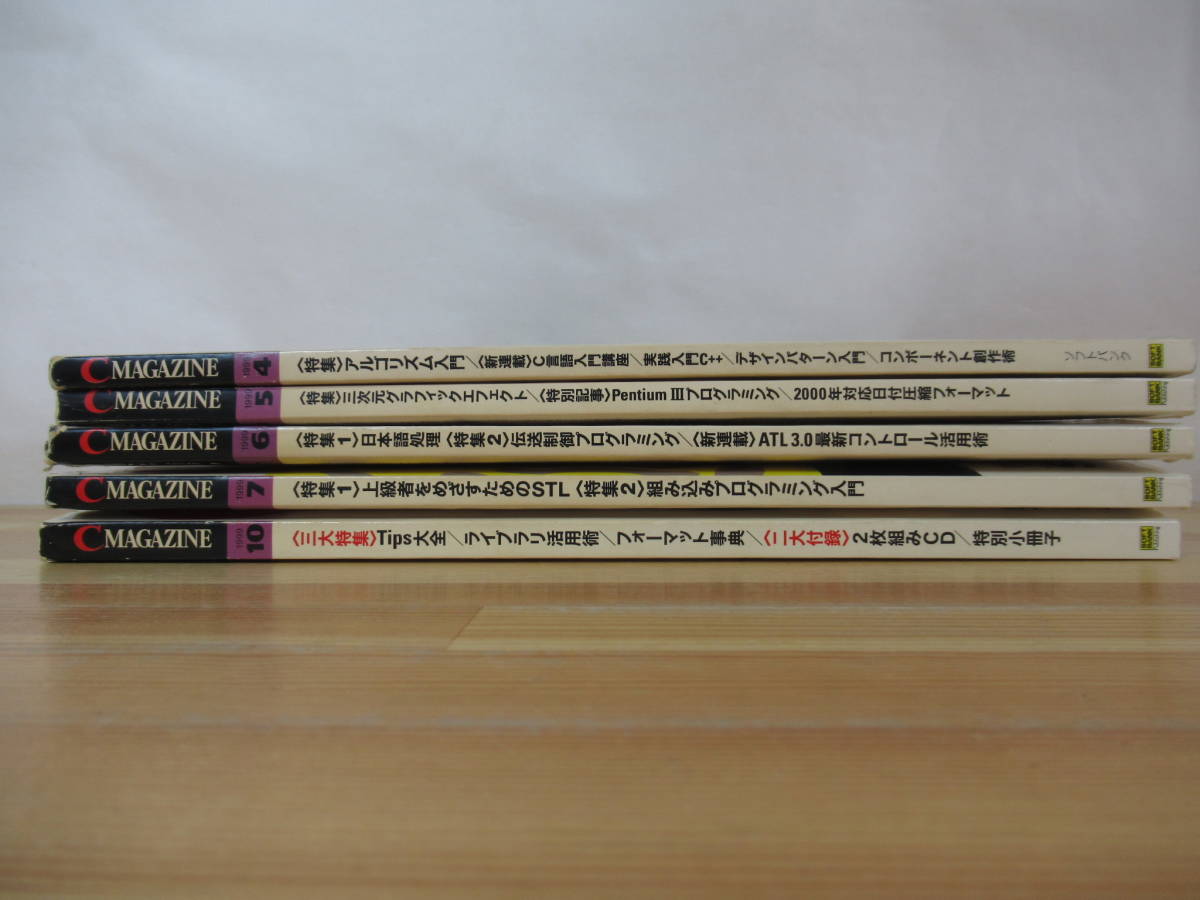 C MAGAZINE 1999 4 〈特集〉アルゴリズム入門/〈新連載〉C言語入門講座/実践入門C++/デザインパターン入門/コンポーネント創作術 ソフトバンク
C MAGAZINE 1999 5 〈特集〉三次元グラフィックエフェクト/〈特別記事〉Pentium Ⅲプログラミング/2000年対応日付圧縮フォーマット
C MAGAZINE 1999 6 〈特集1〉日本語処理〈特集2〉伝送制御プログラミング/〈新連載〉ATL3.0最新コントロール活用術
C MAGAZINE 1999 7 〈特集1〉上級者をめざすためのSTL〈特集2〉組み込みプログラミング入門
C MAGAZINE 1999 10 〈三大特集〉Tips大全/ライブラリ活用術/フォーマット事典/〈二大付録〉2枚組みCD/特別小冊子